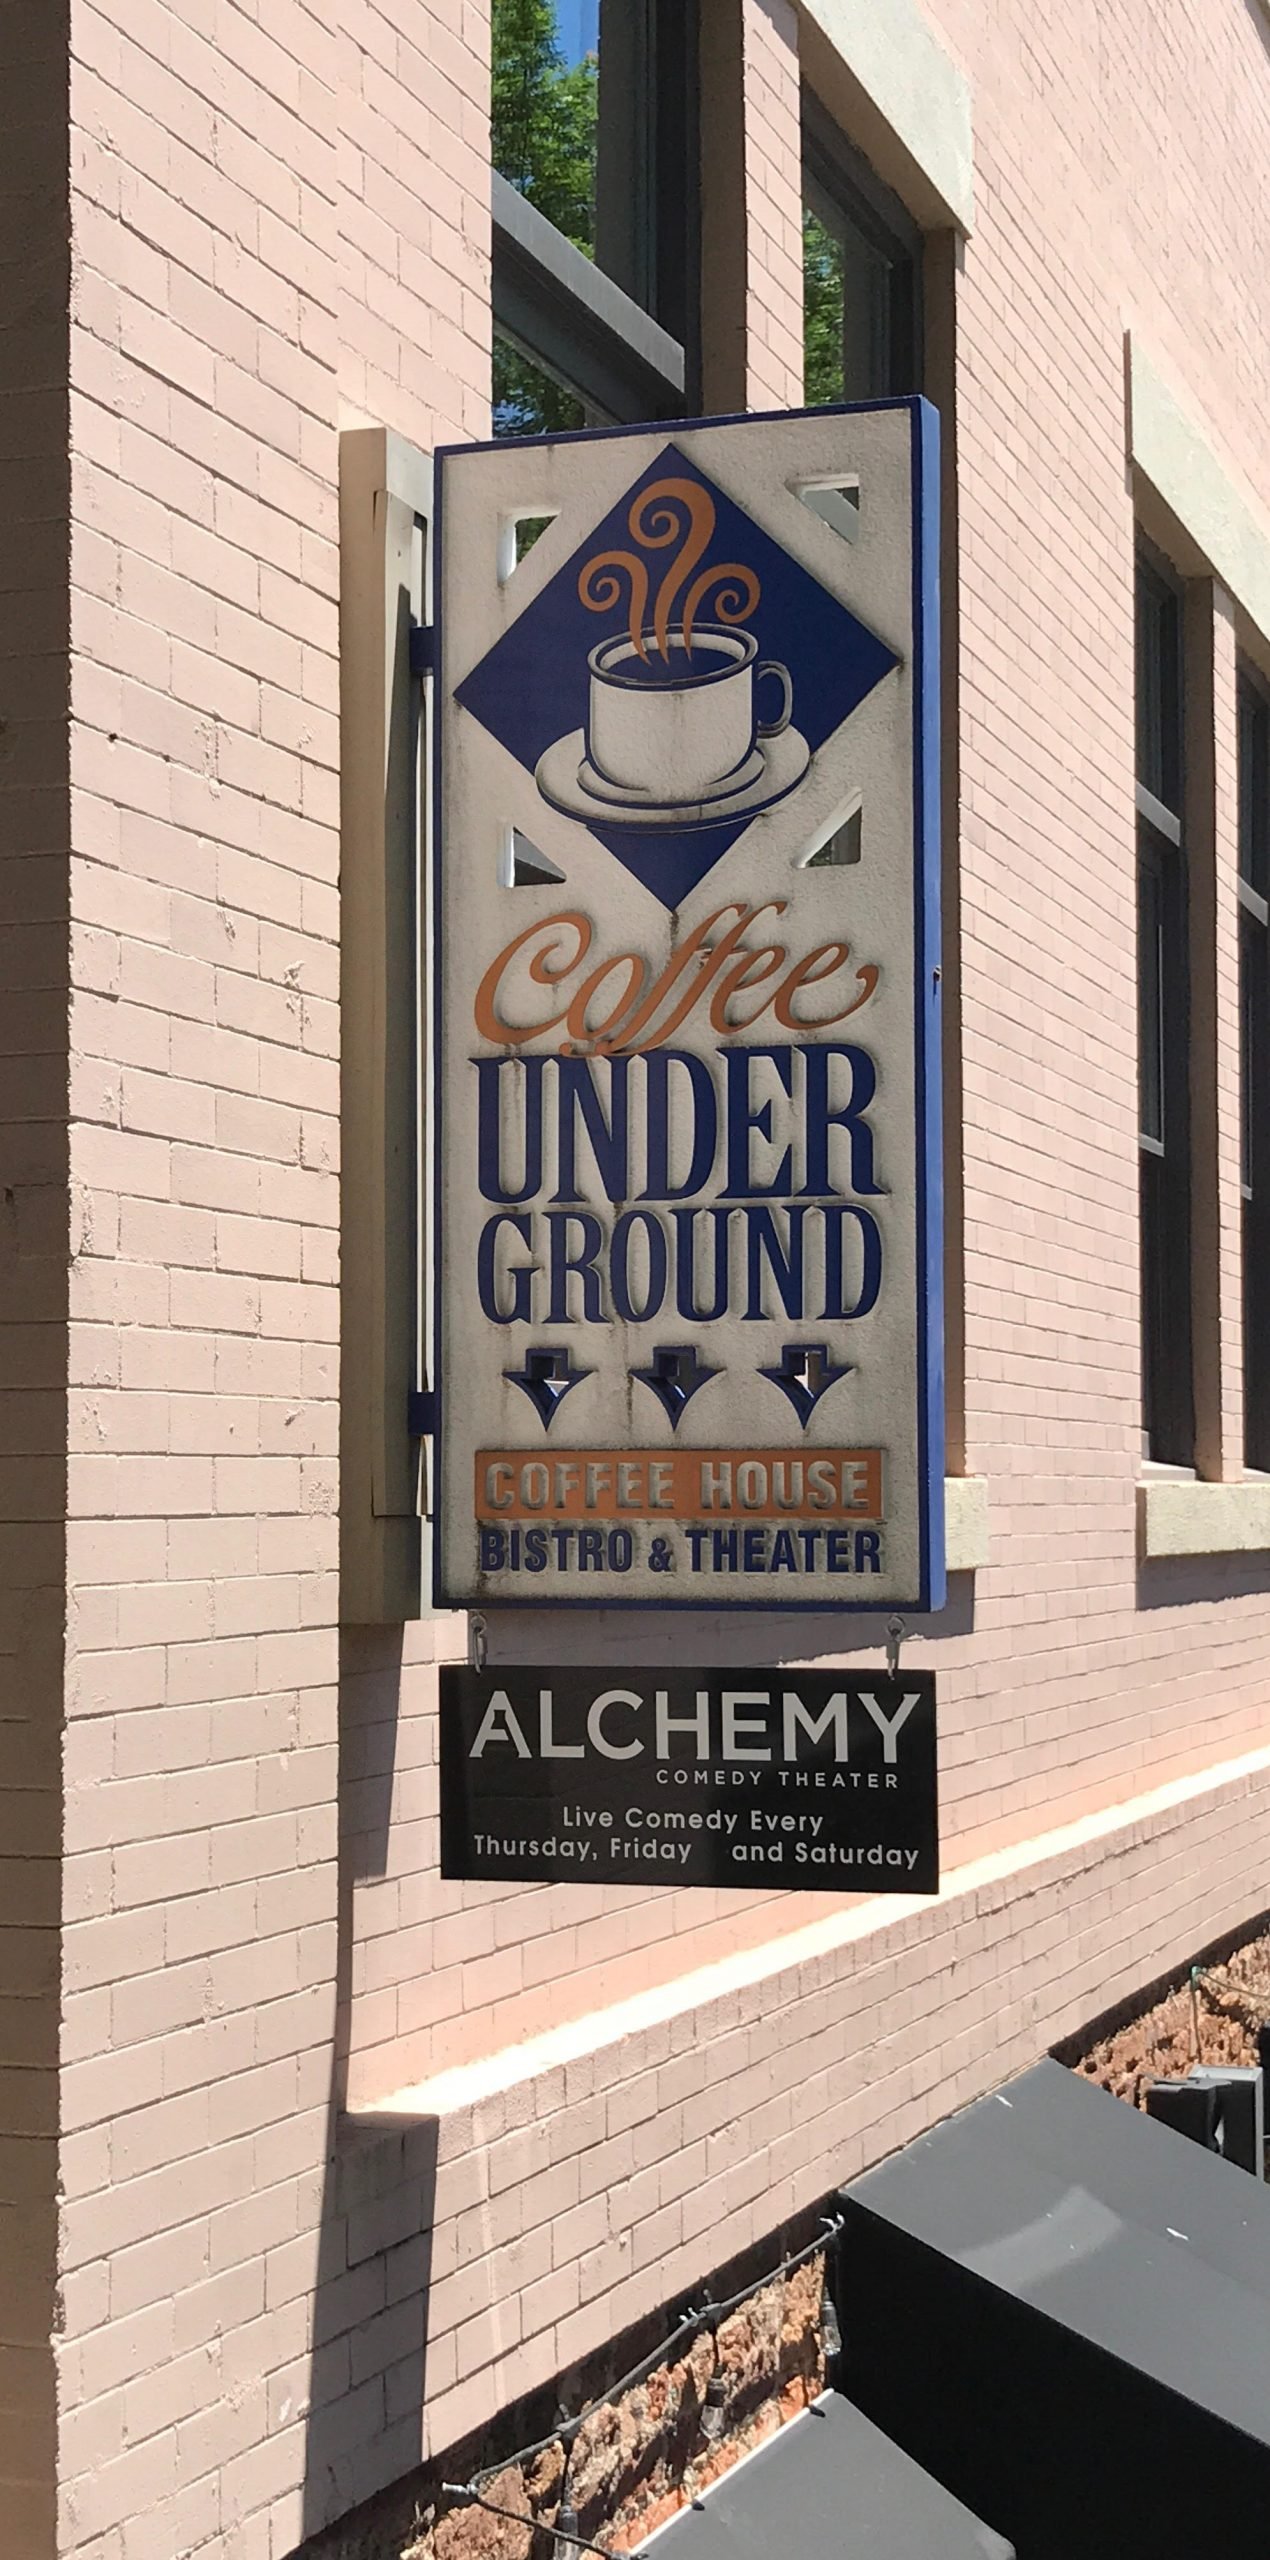 Coffee
UNDER
GROUND
COFFEE HOUSE
BISTRO & THEATER
ALCHEMY
COMEDY THEATER
Live Comedy Every
Thursday, Friday and Saturday